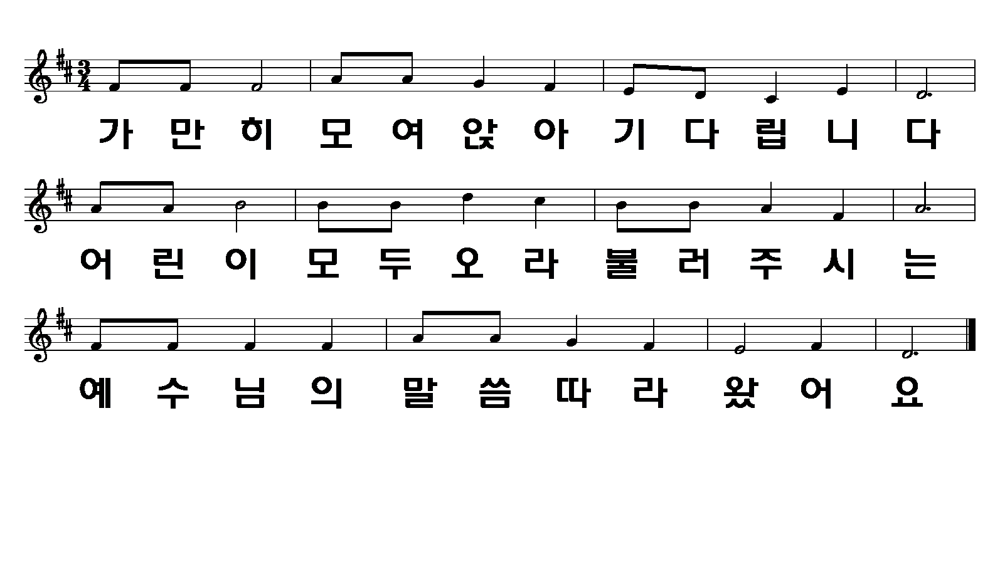 가 만 히 모 여 앉 아 기 다 립 니 다
어 린 이 모 두 오 라 불 러 주 시 는
예 수 님 의 말 씀 따 라 왔 어 요